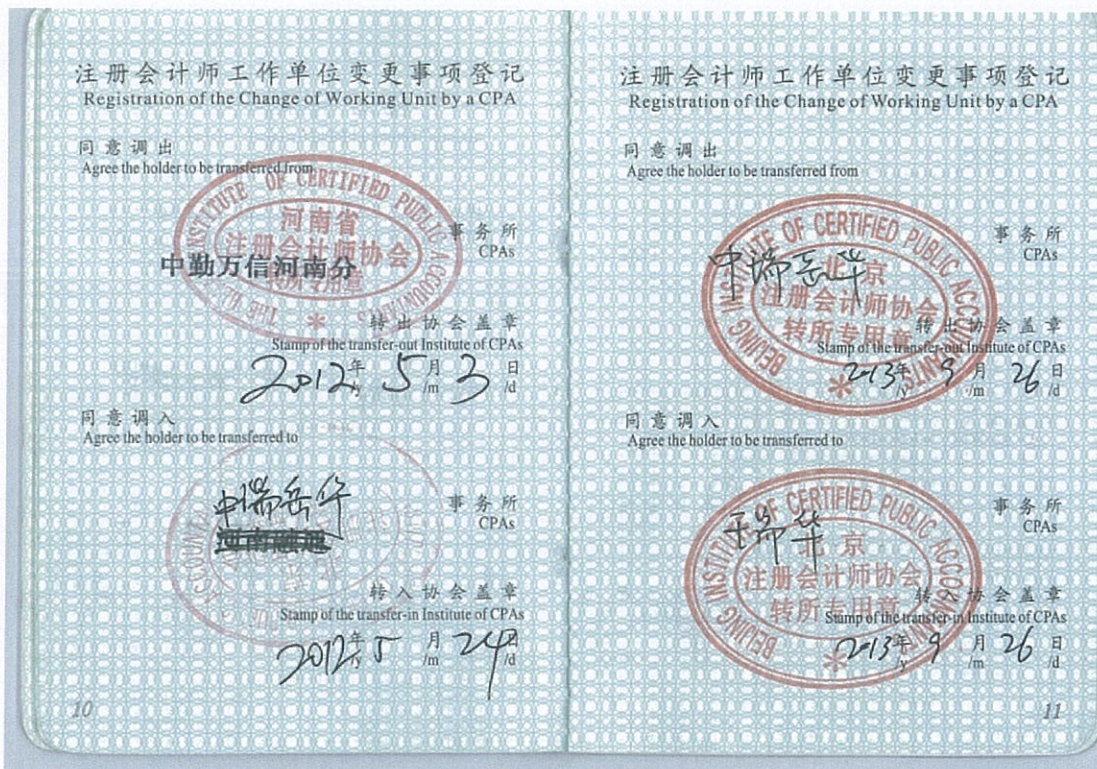 注册会计师工作单位变更事项登记
Registration of the Change of Working Unit by a CPA
同意调出
Agree the holder to be transferred from
THE INSTITUTE OF CERTIFIED PUBLIC ACCOUNTANTS
河南省
注册会计师协会
转所专用章
中勤万信河南分
事务所
CPAs
转出协会盖章
Stamp of the transfer-out Institute of CPAs
2012年 5月 3日
/y /m /d
同意调入
Agree the holder to be transferred to
中瑞岳华
事务所
CPAs
转入协会盖章
Stamp of the transfer-in Institute of CPAs
2012年 5月 24日
/y /m /d
10
注册会计师工作单位变更事项登记
Registration of the Change of Working Unit by a CPA
同意调出
Agree the holder to be transferred from
BEIJING INSTITUTE OF CERTIFIED PUBLIC ACCOUNTANTS
中瑞岳华
北京
注册会计师协会
转所专用章
事务所
CPAs
转出协会盖章
Stamp of the transfer-out Institute of CPAs
2013年 9月 26日
/y /m /d
同意调入
Agree the holder to be transferred to
BEIJING INSTITUTE OF CERTIFIED PUBLIC ACCOUNTANTS
瑞华
北京
注册会计师协会
转所专用章
事务所
CPAs
转入协会盖章
Stamp of the transfer-in Institute of CPAs
2013年 9月 26日
/y /m /d
11